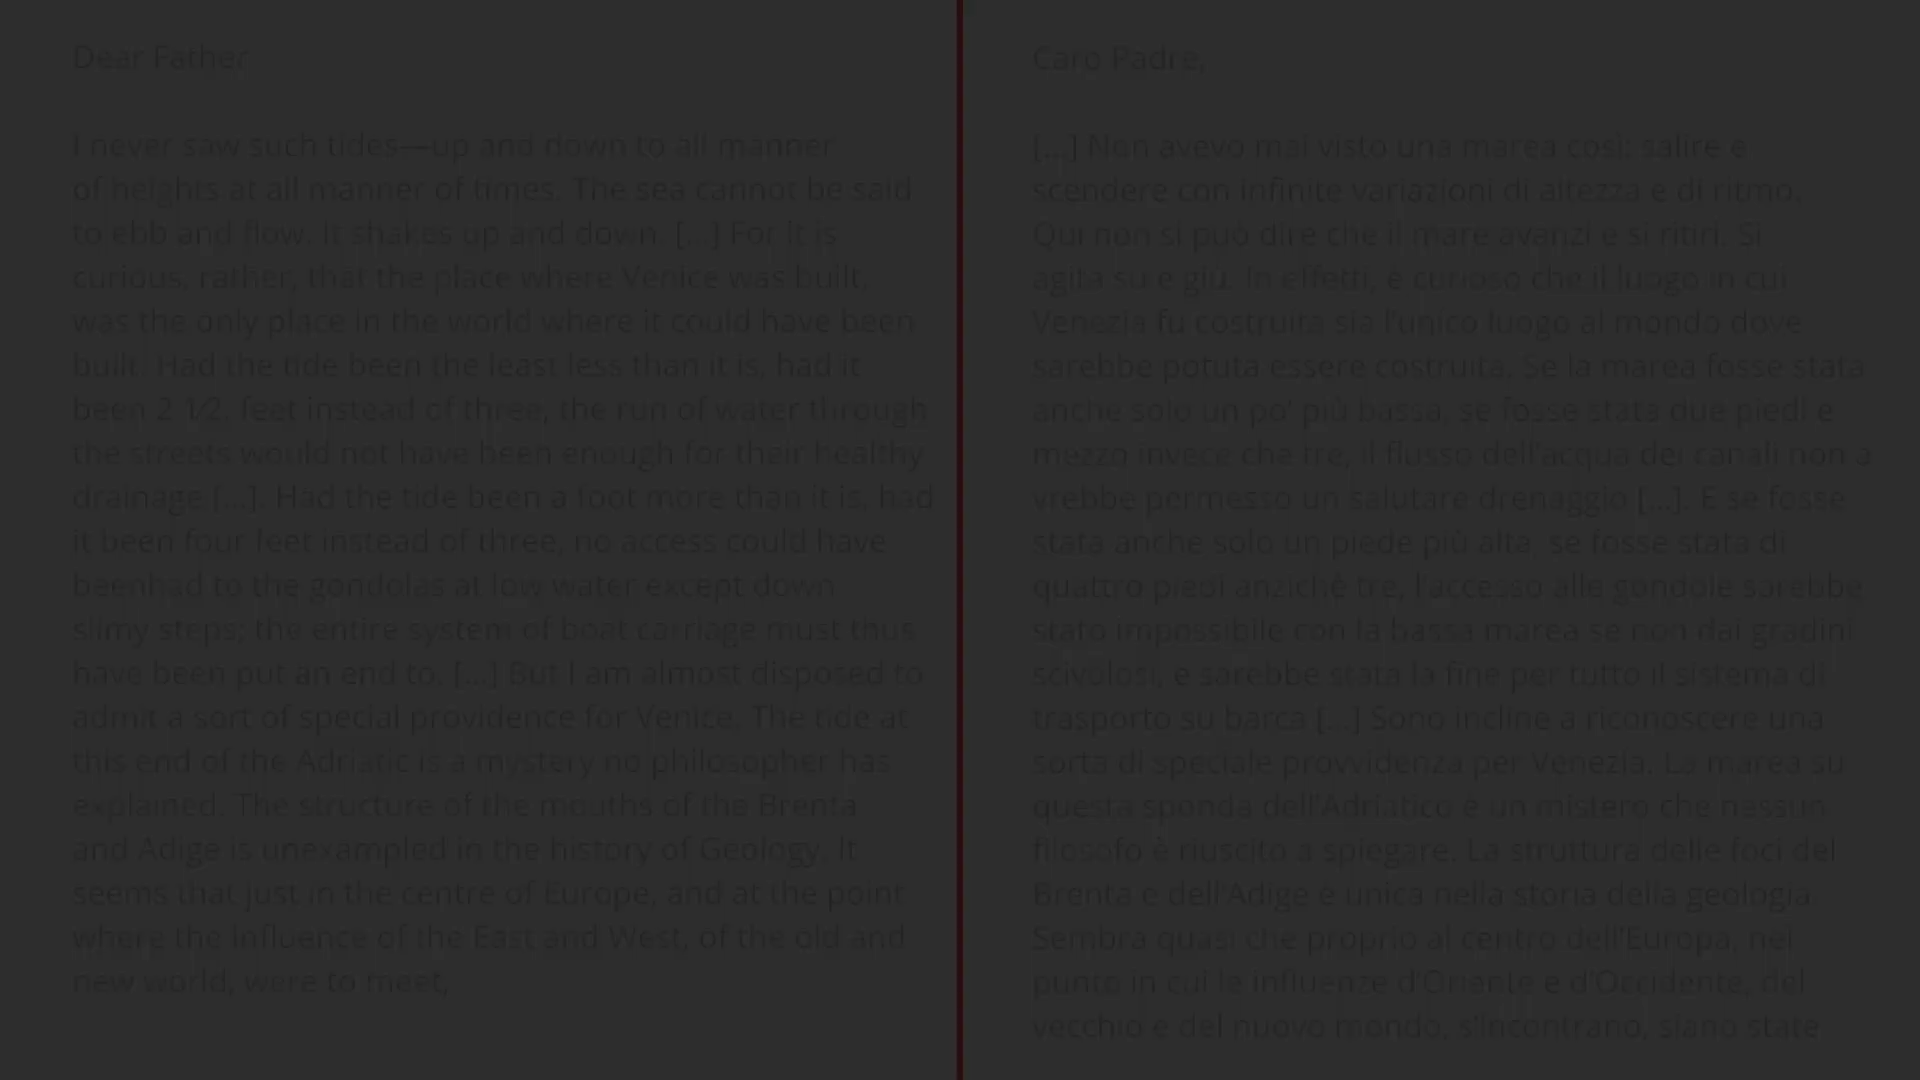 Dear Father
I never saw such tides—up and down to all manner
of heights at all manner of times. The sea cannot be said
to ebb and flow. It shakes up and down. [...] For it is
curious, rather, that the place where Venice was built,
was the only place in the world where it could have been
built. Had the tide been the least less than it is, had it
been 2 1/2, feet instead of three, the run of water through
the streets would not have been enough for their healthy
drainage [...]. Had the tide been a foot more than it is, had
it been four feet instead of three, no access could have
beenhad to the gondolas at low water except down
slimy steps; the entire system of boat carriage must thus
have been put an end to. [...] But I am almost disposed to
admit a sort of special providence for Venice. The tide at
this end of the Adriatic is a mystery no philosopher has
explained. The structure of the mouths of the Brenta
and Adige is unexampled in the history of Geology. It
seems that just in the centre of Europe, and at the point
where the influence of the East and West, of the old and
new world, were to meet,
Caro Padre,
[...] Non avevo mai visto una marea così: salire e
scendere con infinite variazioni di altezza e di ritmo.
Qui non si può dire che il mare avanzi e si ritiri. Si
agita su e giù. In effetti, è curioso che il luogo in cui
Venezia fu costruita sia l'unico luogo al mondo dove
sarebbe potuta essere costruita. Se la marea fosse stata
anche solo un po' più bassa, se fosse stata due piedi e
mezzo invece che tre, il flusso dell'acqua dei canali non a
vrebbe permesso un salutare drenaggio [...]. E se fosse
stata anche solo un piede più alta, se fosse stata di
quattro piedi anziché tre, l'accesso alle gondole sarebbe
stato impossibile con la bassa marea se non dai gradini
scivolosi, e sarebbe stata la fine per tutto il sistema di
trasporto su barca [...] Sono incline a riconoscere una
sorta di speciale provvidenza per Venezia. La marea su
questa sponda dell'Adriatico è un mistero che nessun
filosofo è riuscito a spiegare. La struttura delle foci del
Brenta e dell'Adige è unica nella storia della geologia.
Sembra quasi che proprio al centro dell'Europa, nel
punto in cui le influenze d'Oriente e d'Occidente, del
vecchio e del nuovo mondo, s'incontrano, siano state